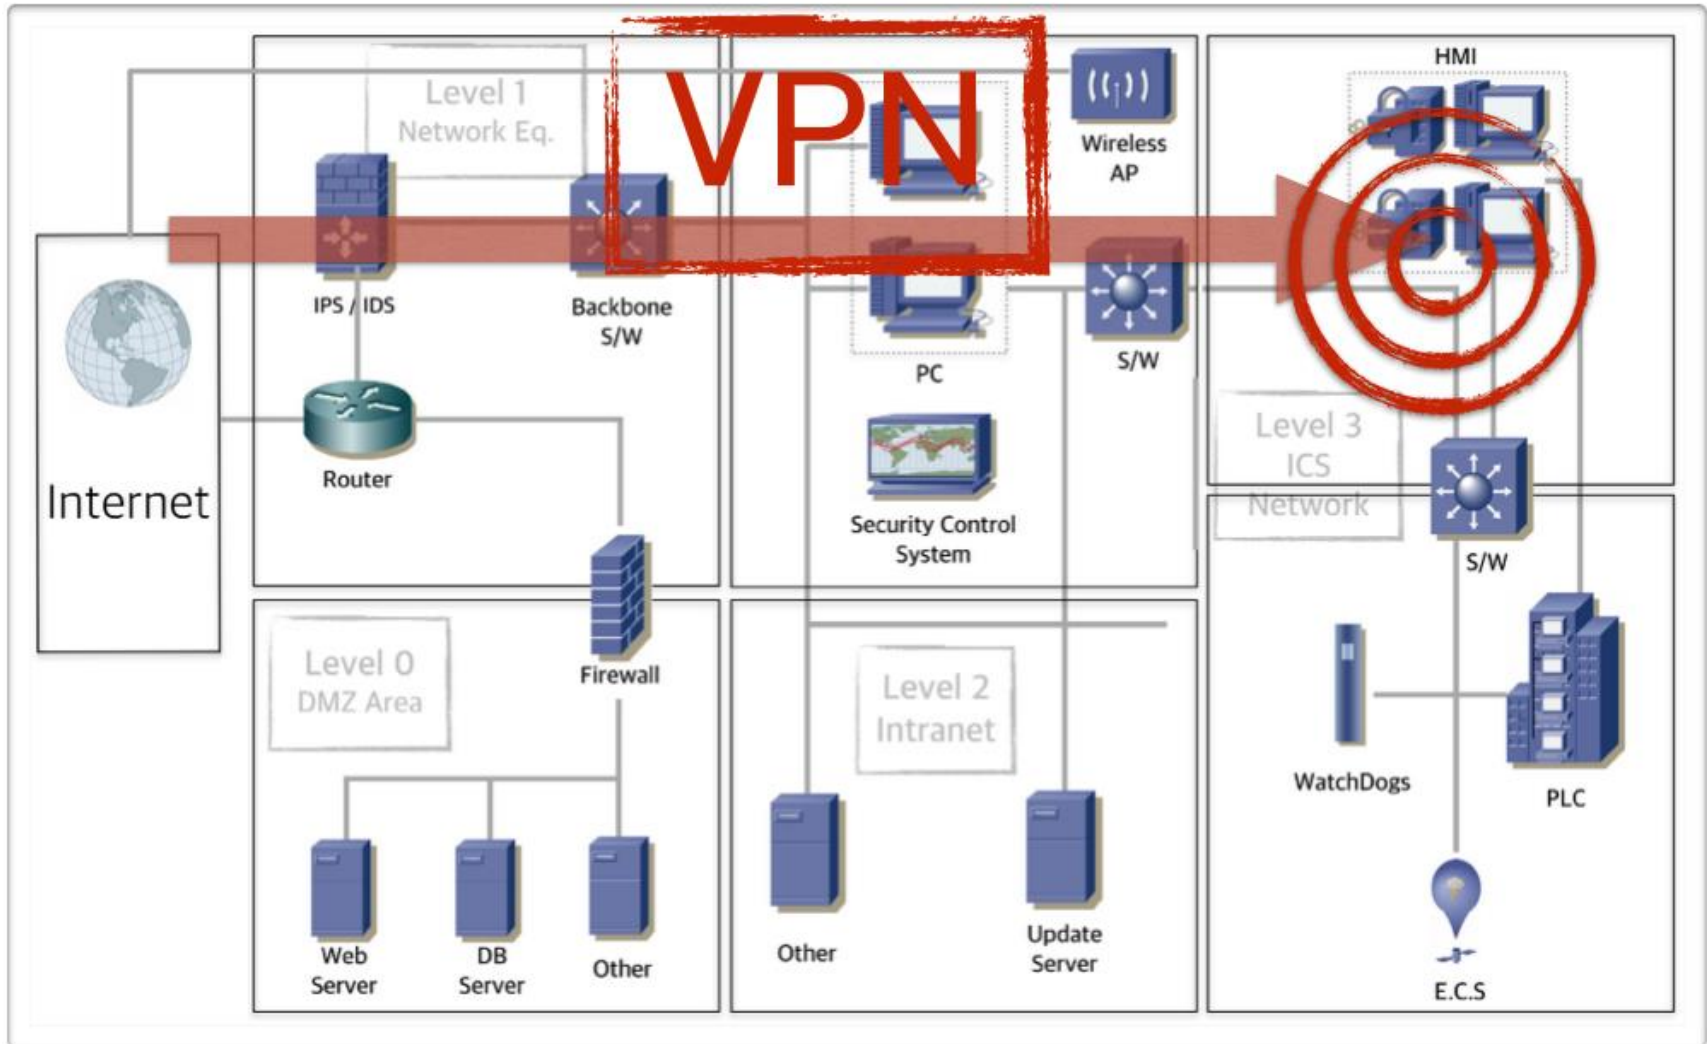 VPN
Level 1
Network Eq.
IPS / IDS
Backbone
S/W
Router
Internet
Wireless
AP
PC
S/W
Security Control
System
HMI
Level 3
ICS
Network
S/W
Level 0
DMZ Area
Firewall
Web
Server
DB
Server
Other
Level 2
Intranet
Other
Update
Server
WatchDogs
PLC
E.C.S